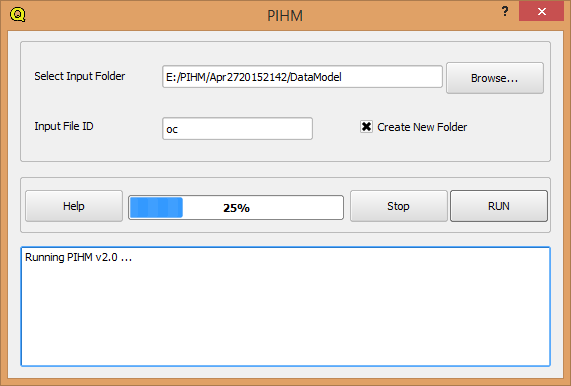 PIHM
?
Select Input Folder E:/PIHM/Apr2720152142/DataModel Browse...
Input File ID oc Create New Folder
Help 25% Stop RUN
Running PIHM v2.0 ...